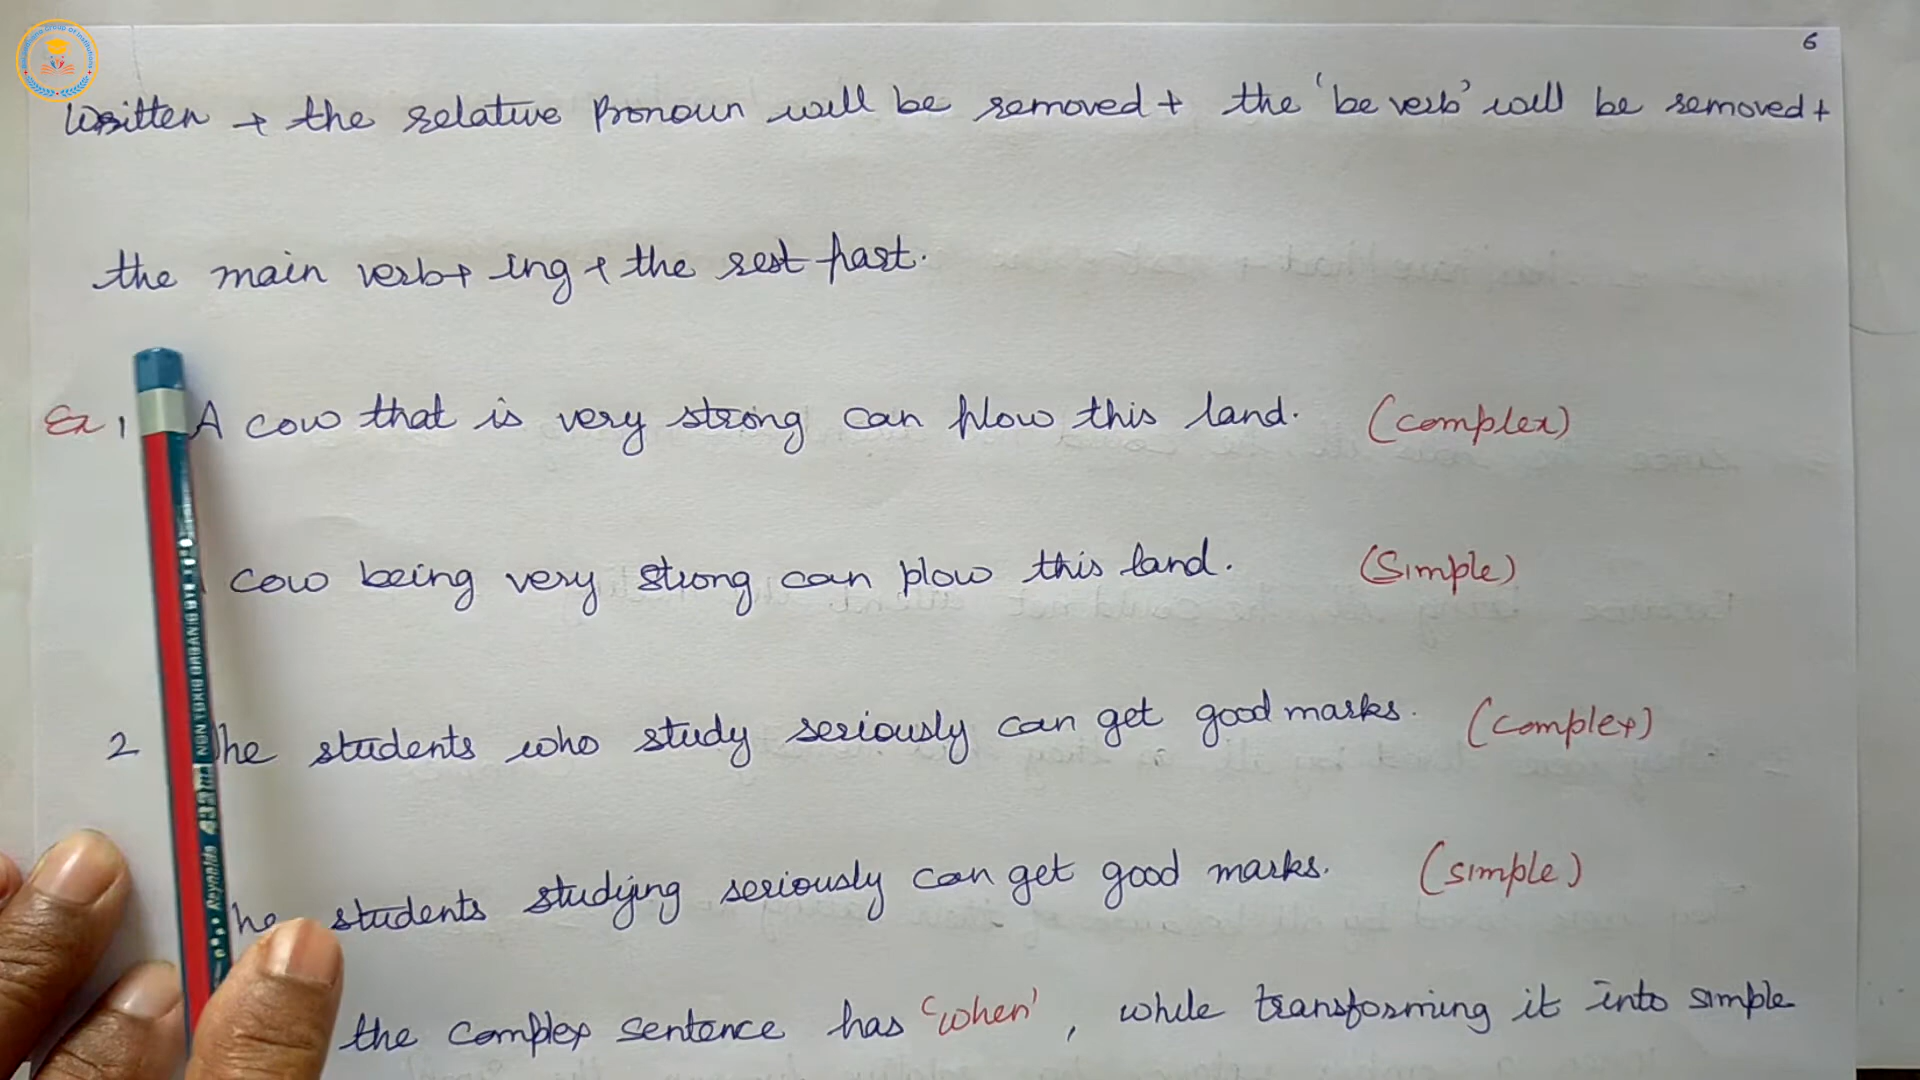 6
written + the relative pronoun will be removed + the 'be verb' will be removed +
the main verb + ing + the rest part.
Ex 1 A cow that is very strong can plow this land. (complex)
cow being very strong can plow this land. (simple)
2 The students who study seriously can get good marks. (complex)
The students studying seriously can get good marks. (simple)
the complex sentence has 'when', while transforming it into simple